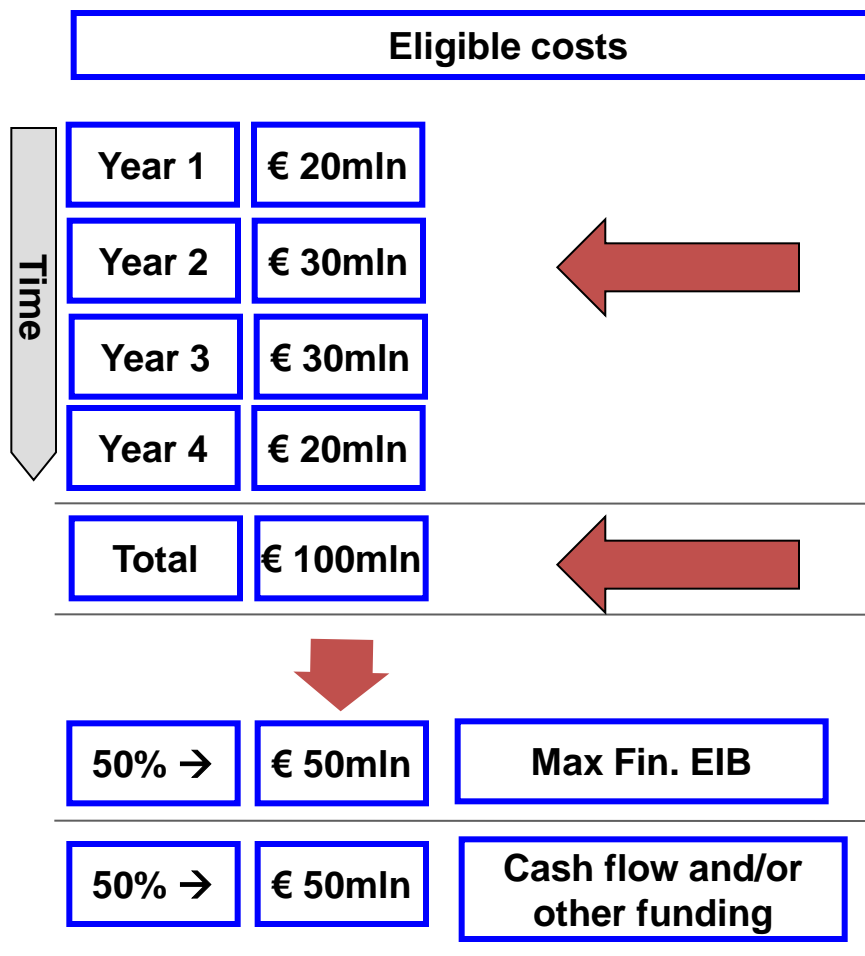 Eligible costs
Time
Year 1 € 20mln
Year 2 € 30mln
Year 3 € 30mln
Year 4 € 20mln
Total € 100mln
50% → € 50mln Max Fin. EIB
50% → € 50mln Cash flow and/or
other funding